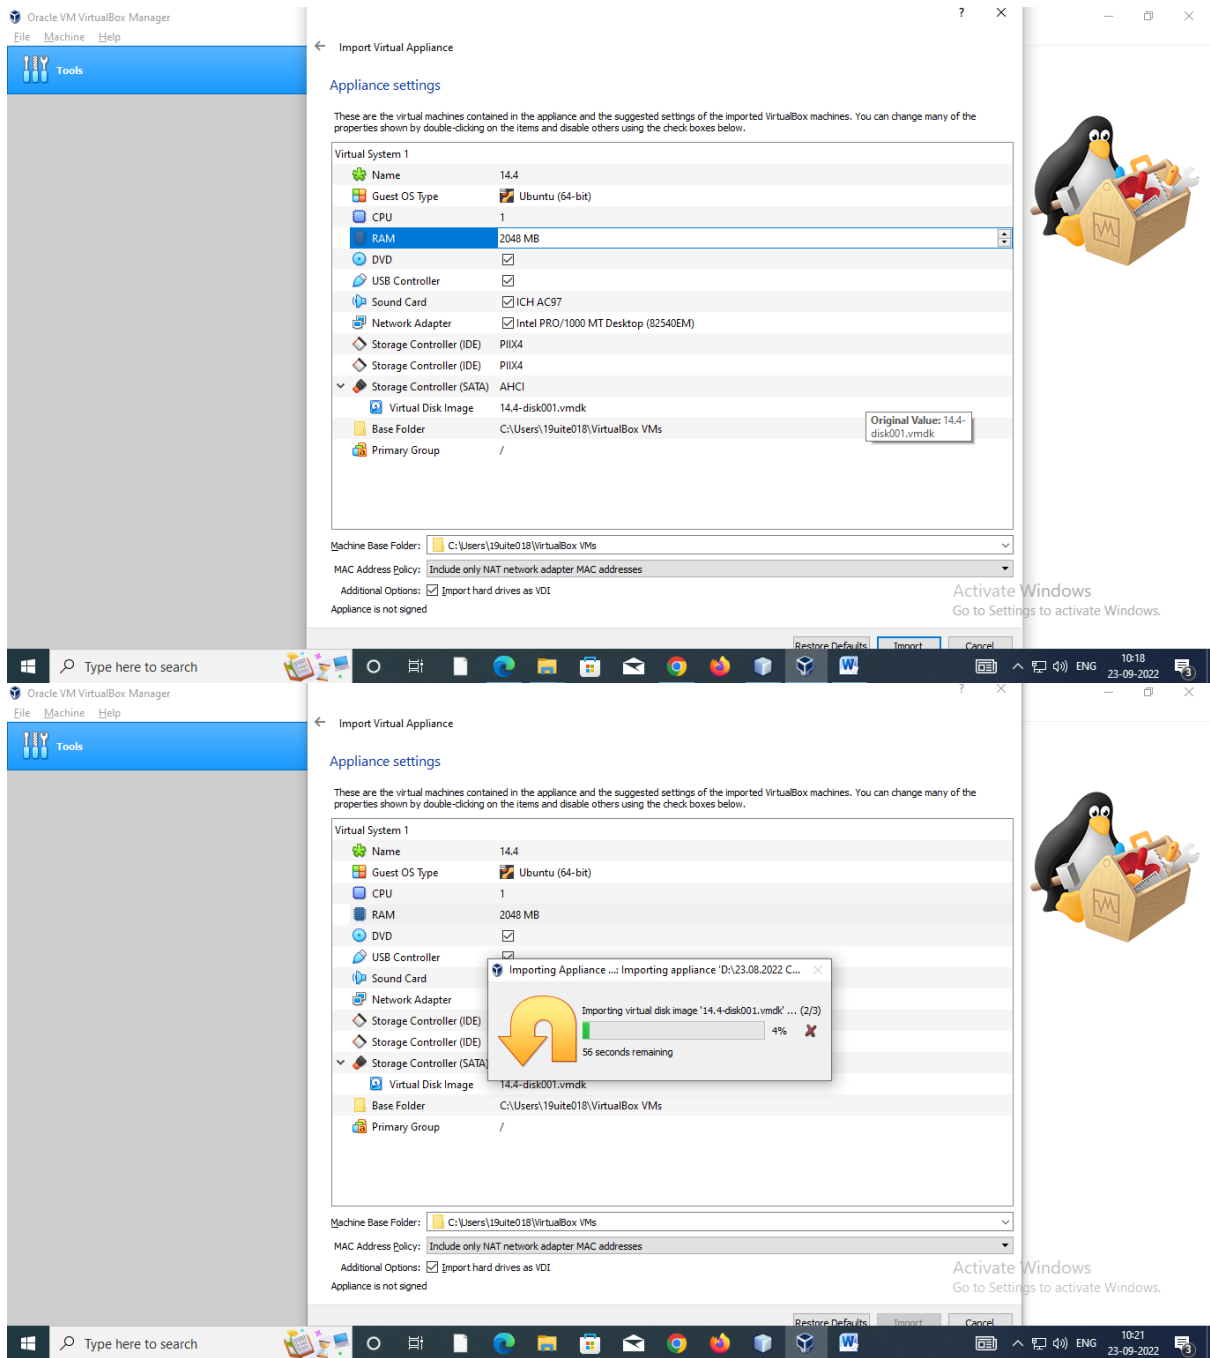 Oracle VM VirtualBox Manager
File Machine Help
Tools
? 
Import Virtual Appliance
Appliance settings
These are the virtual machines contained in the appliance and the suggested settings of the imported VirtualBox machines. You can change many of the
properties shown by double-clicking on the items and disable others using the check boxes below.
Virtual System 1
Name 14.4
Guest OS Type Ubuntu (64-bit)
CPU 1
RAM 2048 MB
DVD
USB Controller
Sound Card ICH AC97
Network Adapter Intel PRO/1000 MT Desktop (82540EM)
Storage Controller (IDE) PIIX4
Storage Controller (IDE) PIIX4
Storage Controller (SATA) AHCI
Virtual Disk Image 14.4-disk001.vmdk
Original Value: 14.4-
disk001.vmdk
Base Folder C:\Users\19uite018\VirtualBox VMs
Primary Group /
Machine Base Folder: C:\Users\19uite018\VirtualBox VMs
MAC Address Policy: Include only NAT network adapter MAC addresses
Additional Options: Import hard drives as VDI
Appliance is not signed
Activate Windows
Go to Settings to activate Windows.
Restore Defaults Import Cancel
Type here to search
W
ENG
10:18
23-09-2022
3
Oracle VM VirtualBox Manager
File Machine Help
Tools
?
Import Virtual Appliance
Appliance settings
These are the virtual machines contained in the appliance and the suggested settings of the imported VirtualBox machines. You can change many of the
properties shown by double-clicking on the items and disable others using the check boxes below.
Virtual System 1
Name 14.4
Guest OS Type Ubuntu (64-bit)
CPU 1
RAM 2048 MB
DVD
USB Controller
Importing Appliance ...: Importing appliance 'D:\23.08.2022 C...
Sound Card
Network Adapter
Importing virtual disk image '14.4-disk001.vmdk' ... (2/3)
4%
56 seconds remaining
Storage Controller (IDE)
Storage Controller (IDE)
Storage Controller (SATA)
Virtual Disk Image 14.4-disk001.vmdk
Base Folder C:\Users\19uite018\VirtualBox VMs
Primary Group /
Machine Base Folder: C:\Users\19uite018\VirtualBox VMs
MAC Address Policy: Include only NAT network adapter MAC addresses
Additional Options: Import hard drives as VDI
Appliance is not signed
Activate Windows
Go to Settings to activate Windows.
Restore Defaults Import Cancel
Type here to search
W
ENG
10:21
23-09-2022
3